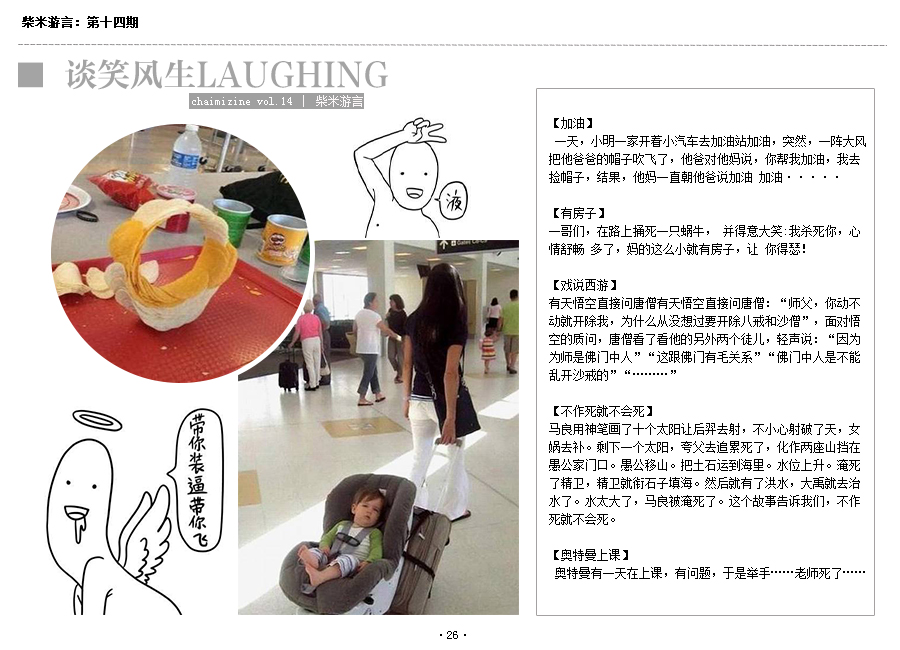 柴米游言：第十四期
谈笑风生LAUGHING
chaimizine vol.14 | 柴米游言
液
带你装逼带你飞
【加油】
一天，小明一家开着小汽车去加油站加油，突然，一阵大风
把他爸爸的帽子吹飞了，他爸对他妈说，你帮我加油，我去
捡帽子，结果，他妈一直朝他爸说加油 加油·····
【有房子】
一哥们，在路上捅死一只蜗牛， 并得意大笑:我杀死你，心
情舒畅 多了，妈的这么小就有房子，让 你得瑟！
【戏说西游】
有天悟空直接问唐僧有天悟空直接问唐僧：“师父，你动不
动就开除我，为什么从没想过要开除八戒和沙僧”，面对悟
空的质问，唐僧看了看他的另外两个徒儿，轻声说：“因为
为师是佛门中人”“这跟佛门有毛关系”“佛门中人是不能
乱开沙戒的”“………”
【不作死就不会死】
马良用神笔画了十个太阳让后羿去射，不小心射破了天，女
娲去补。剩下一个太阳，夸父去追累死了，化作两座山挡在
愚公家门口。愚公移山。把土石运到海里。水位上升。淹死
了精卫，精卫就衔石子填海。然后就有了洪水，大禹就去治
水了。水太大了，马良被淹死了。这个故事告诉我们，不作
死就不会死。
【奥特曼上课】
奥特曼有一天在上课，有问题，于是举手……老师死了……
·26·